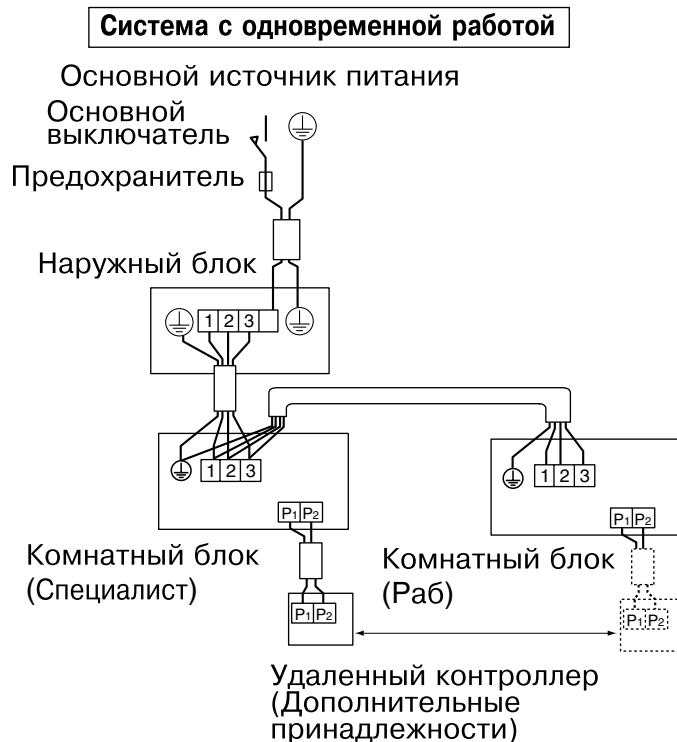 Система с одновременной работой
Основной источник питания
Основной
выключатель
Предохранитель
Наружный блок
1 2 3
1 2 3
1 2 3
P1 P2
P1 P2
Комнатный блок
(Специалист)
Комнатный блок
(Раб)
P1 P2
P1 P2
Удаленный контроллер
(Дополнительные
принадлежности)